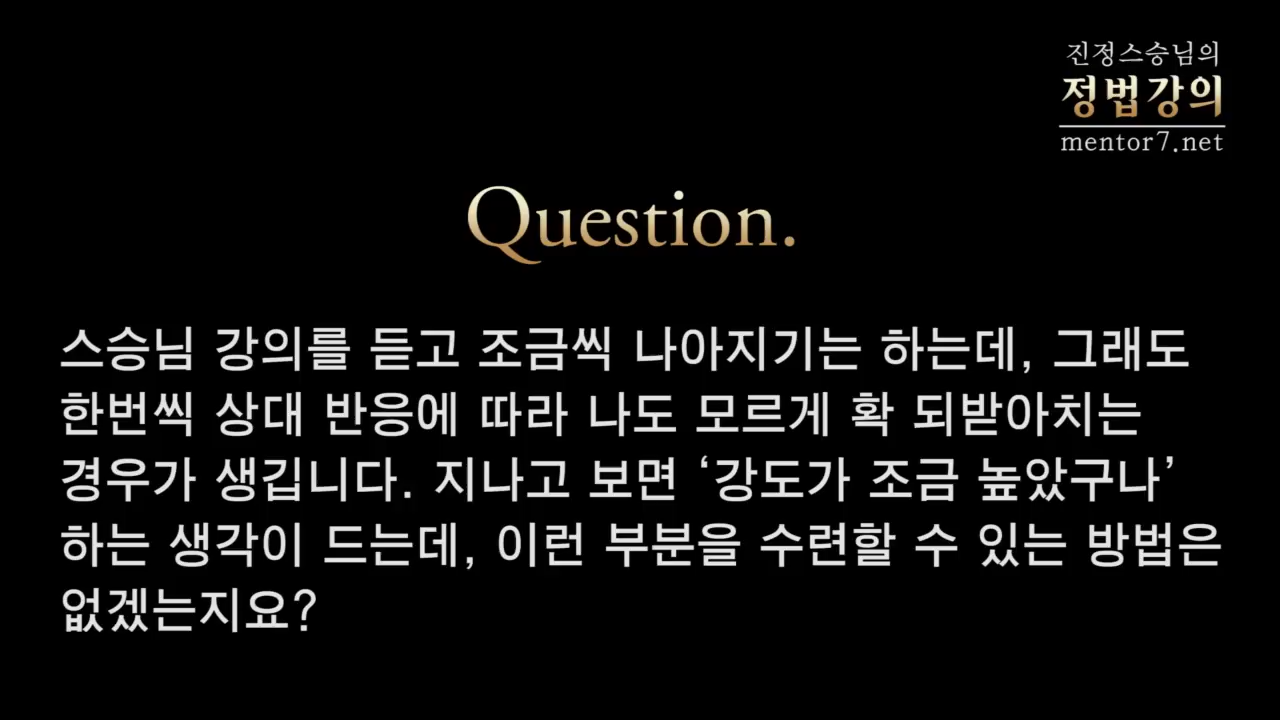 진정스승님의
정법강의
mentor7.net
Question.
스승님 강의를 듣고 조금씩 나아지기는 하는데, 그래도
한번씩 상대 반응에 따라 나도 모르게 확 되받아치는
경우가 생깁니다. 지나고 보면 ‘강도가 조금 높았구나’
하는 생각이 드는데, 이런 부분을 수련할 수 있는 방법은
없겠는지요?